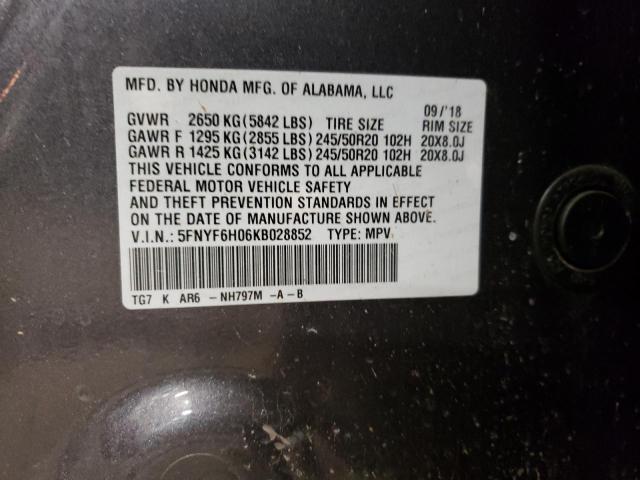 MFD. BY HONDA MFG. OF ALABAMA, LLC
09/'18
GVWR 2650 KG (5842 LBS) TIRE SIZE RIM SIZE
GAWR F 1295 KG (2855 LBS) 245/50R20 102H 20X8.0J
GAWR R 1425 KG (3142 LBS) 245/50R20 102H 20X8.0J
THIS VEHICLE CONFORMS TO ALL APPLICABLE
FEDERAL MOTOR VEHICLE SAFETY
AND THEFT PREVENTION STANDARDS IN EFFECT
ON THE DATE OF MANUFACTURE SHOWN ABOVE.
V.I.N.: 5FNYF6H06KB028852 TYPE: MPV
TG7 K AR6 -NH797M -A-B